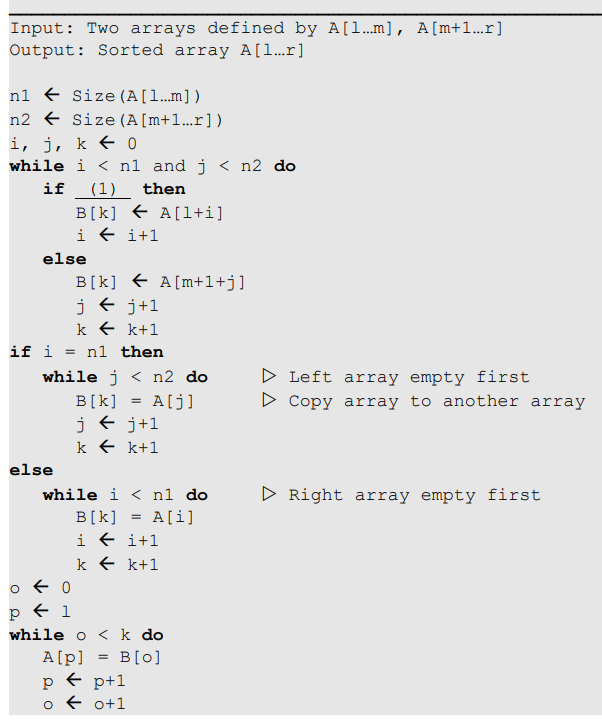 Input: Two arrays defined by A[l…m], A[m+1…r]
Output: Sorted array A[l…r]
n1 ← Size(A[l…m])
n2 ← Size(A[m+1…r])
i, j, k ← 0
while i < n1 and j < n2 do
if (1) then
B[k] ← A[l+i]
i ← i+1
else
B[k] ← A[m+1+j]
j ← j+1
k ← k+1
if i = n1 then
while j < n2 do ▷ Left array empty first
B[k] = A[j] ▷ Copy array to another array
j ← j+1
k ← k+1
else
while i < n1 do ▷ Right array empty first
B[k] = A[i]
i ← i+1
k ← k+1
o ← 0
p ← l
while o < k do
A[p] = B[o]
p ← p+1
o ← o+1